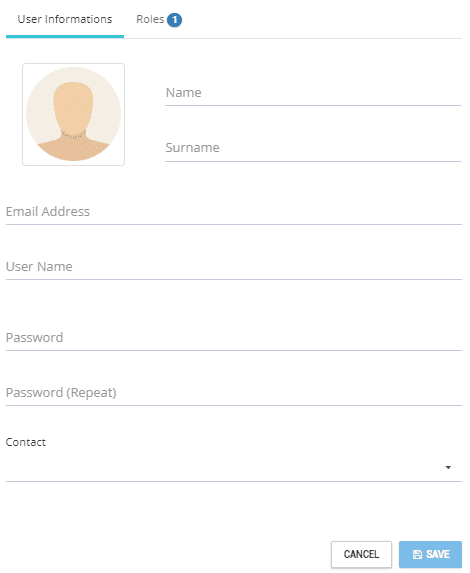 User Informations Roles 1
Name
Surname
Email Address
User Name
Password
Password (Repeat)
Contact
CANCEL SAVE